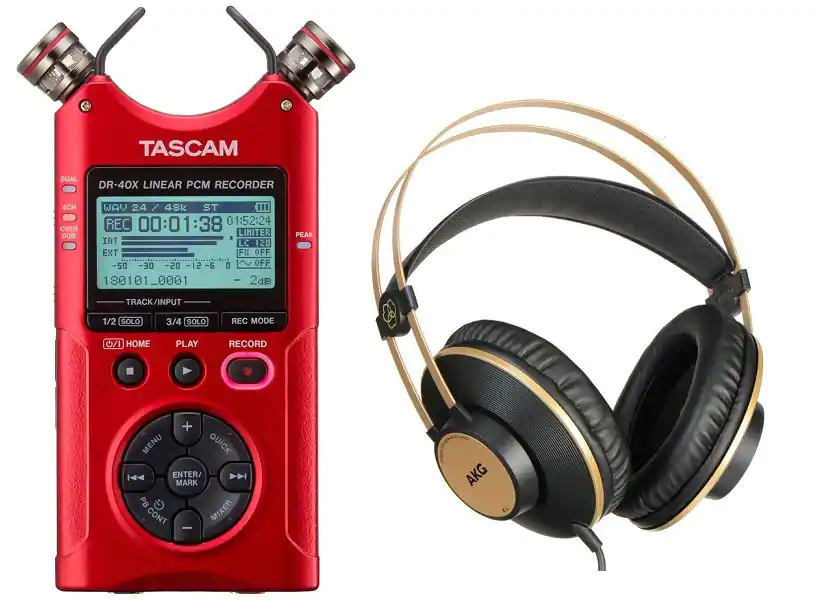 TASCAM
DR-40X LINEAR PCM RECORDER
DUAL
4CH
OVER
DUB
PEAK
WAV 24 / 48k ST
REC 00:01:38 01:52:24
LIMITER
INT
LC 120
EXT
FX OFF
OFF
-50 -30 -20 -12 -6 0
180101_0001 - 2dB
TRACK/INPUT
1/2 SOLO 3/4 SOLO REC MODE
HOME PLAY RECORD
MENU
+
QUICK
ENTER/
MARK
PB CONT
−
MIXER
AKG